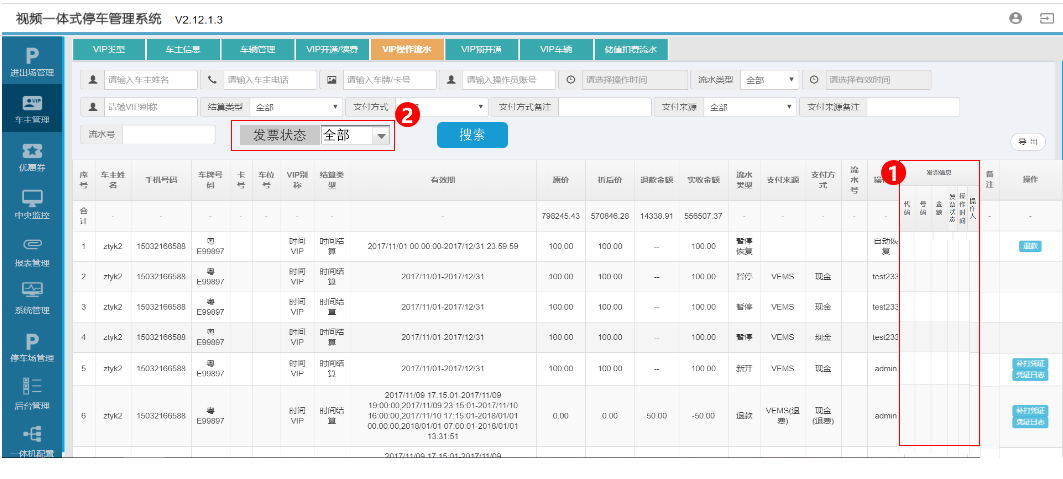 视频一体式停车管理系统 V2.12.1.3
P
进出场管理
车主管理
优惠券
中央监控
报表管理
系统管理
P
停车场管理
后台管理
一体机配置
VIP类型 车主信息 车辆管理 VIP开通/续费 VIP操作流水 VIP预开通 VIP车辆 储值扣费流水
请输入车主姓名 请输入车主电话 请输入车牌/卡号 请输入操作员账号 请选择操作时间 流水类型 全部 请选择有效时间
请输入VIP别称 结算类型 全部 支付方式 支付方式备注 支付来源 全部 支付来源备注
流水号 发票状态 全部 搜索
2
导出
1
序号 车主姓名 手机号码 车牌号码 卡号 车位号 VIP别称 结算类型 有效期 原价 折后价 退款金额 实收金额 流水类型 支付来源 支付方式 流水号 发票信息 备注 操作
代码 号码 金额 发票状态 操作时间 操作人
合计 - - - - - - - - 798245.43 570846.28 14338.91 556507.37 - - - - - - -
1 ztyk2 15032166588 粤E99897 时间VIP 时间结算 2017/11/01 00:00:00-2017/12/31 23:59:59 100.00 100.00 -- 100.00 暂停恢复 自动恢复 退款
2 ztyk2 15032166588 粤E99897 时间VIP 时间结算 2017/11/01-2017/12/31 100.00 100.00 -- 100.00 暂停 VEMS 现金 test233
3 ztyk2 15032166588 粤E99897 时间VIP 时间结算 2017/11/01-2017/12/31 100.00 100.00 -- 100.00 暂停 VEMS 现金 test233
4 ztyk2 15032166588 粤E99897 时间VIP 时间结算 2017/11/01-2017/12/31 100.00 100.00 -- 100.00 暂停 VEMS 现金 test233
5 ztyk2 15032166588 粤E99897 时间VIP 时间结算 2017/11/01-2017/12/31 100.00 100.00 -- 100.00 新开 VEMS 现金 admin 补打凭证 凭证日志
6 ztyk2 15032166588 粤E99897 时间VIP 时间结算 2017/11/09 17:15:01-2017/11/09 19:00:00,2017/11/09 23:15:01-2017/11/10 16:00:00,2017/11/10 17:15:01-2018/01/01 00:00:00,2018/01/01 07:00:01-2018/01/01 13:31:51 0.00 0.00 50.00 -50.00 退款 VEMS(退费) 现金(退费) admin 补打凭证 凭证日志
2017/11/09 17:15:01-2017/11/09